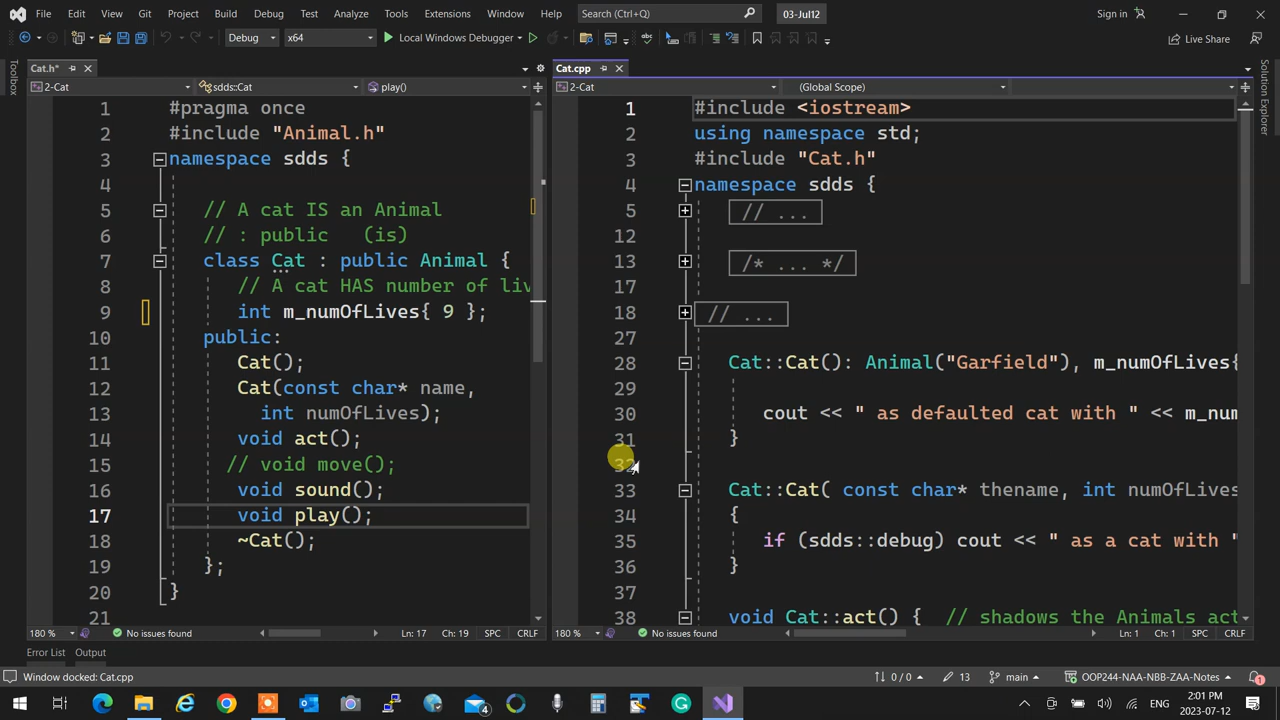 File Edit View Git Project Build Debug Test Analyze Tools Extensions Window Help Search (Ctrl+Q) 03-Jul12 Sign in
Debug x64 Local Windows Debugger Live Share
Toolbox
Cat.h*
2-Cat sdds::Cat play()
1 #pragma once
2 #include "Animal.h"
3 namespace sdds {
4
5 // A cat IS an Animal
6 // : public (is)
7 class Cat : public Animal {
8 // A cat HAS number of liv
9 int m_numOfLives{ 9 };
10 public:
11 Cat();
12 Cat(const char* name,
13 int numOfLives);
14 void act();
15 // void move();
16 void sound();
17 void play();
18 ~Cat();
19 };
20 }
21
180 % No issues found Ln: 17 Ch: 19 SPC CRLF
Cat.cpp
2-Cat (Global Scope)
1 #include <iostream>
2 using namespace std;
3 #include "Cat.h"
4 namespace sdds {
5 // ...
12
13 /* ... */
17
18 // ...
27
28 Cat::Cat(): Animal("Garfield"), m_numOfLives{
29
30 cout << " as defaulted cat with " << m_num
31 }
32
33 Cat::Cat( const char* thename, int numOfLives
34 {
35 if (sdds::debug) cout << " as a cat with "
36 }
37
38 void Cat::act() { // shadows the Animals act
180 % No issues found Ln: 1 Ch: 1 SPC CRLF
Solution Explorer
Error List Output
Window docked: Cat.cpp 0 / 0 13 main OOP244-NAA-NBB-ZAA-Notes 1
4 ENG 2:01 PM
2023-07-12